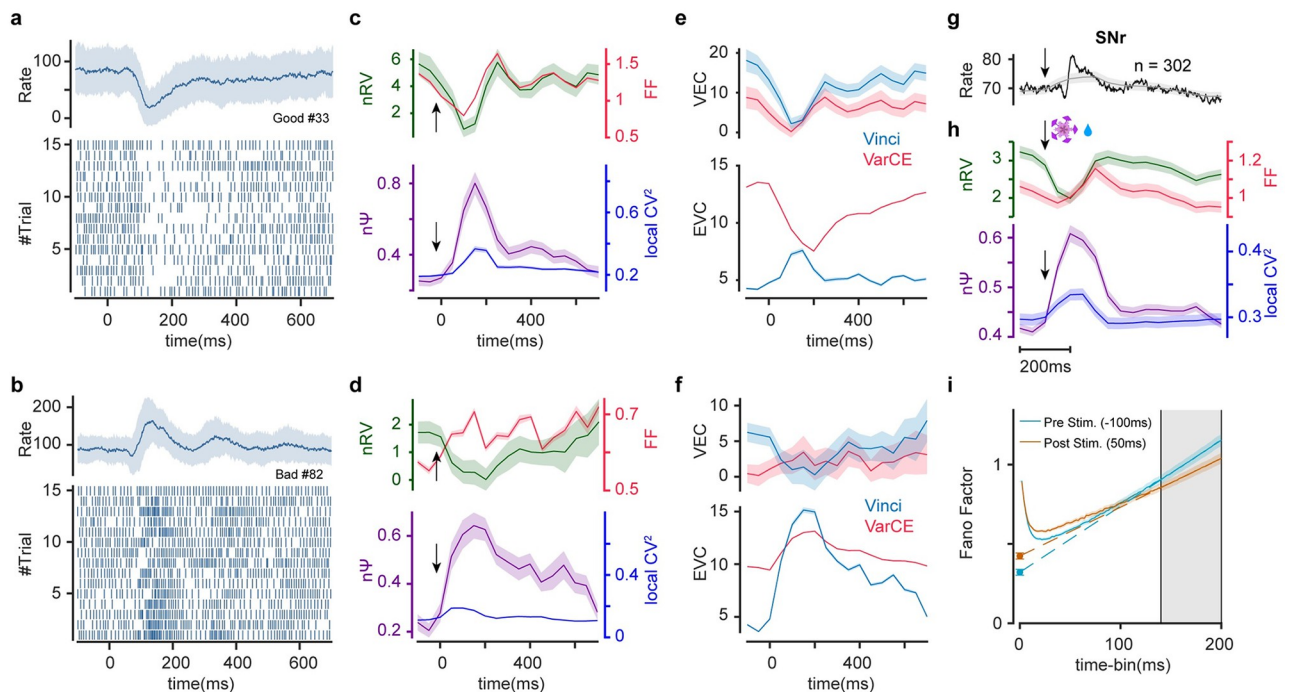 a
Rate
100
0
Good #33
#Trial
15
10
5
0
200
400
600
time(ms)
b
Rate
200
100
Bad #82
#Trial
15
10
5
0
200
400
600
time(ms)
c
nRV
6
4
2
FF
1.5
1
0.5
nΨ
0.8
0.4
local CV²
0.6
0.2
0
400
time(ms)
d
nRV
2
1
0
FF
0.7
0.5
nΨ
0.6
0.4
0.2
local CV²
0.4
0
0
400
time(ms)
e
VEC
20
10
0
Vinci
VarCE
EVC
15
10
5
0
400
time(ms)
f
VEC
10
5
0
Vinci
VarCE
EVC
15
10
5
0
400
time(ms)
g
SNr
Rate
80
70
n = 302
h
nRV
3
2
FF
1.2
1
nΨ
0.6
0.5
0.4
local CV²
0.4
0.3
200ms
i
Pre Stim. (-100ms)
Post Stim. (50ms)
Fano Factor
1
0
0
100
200
time-bin(ms)